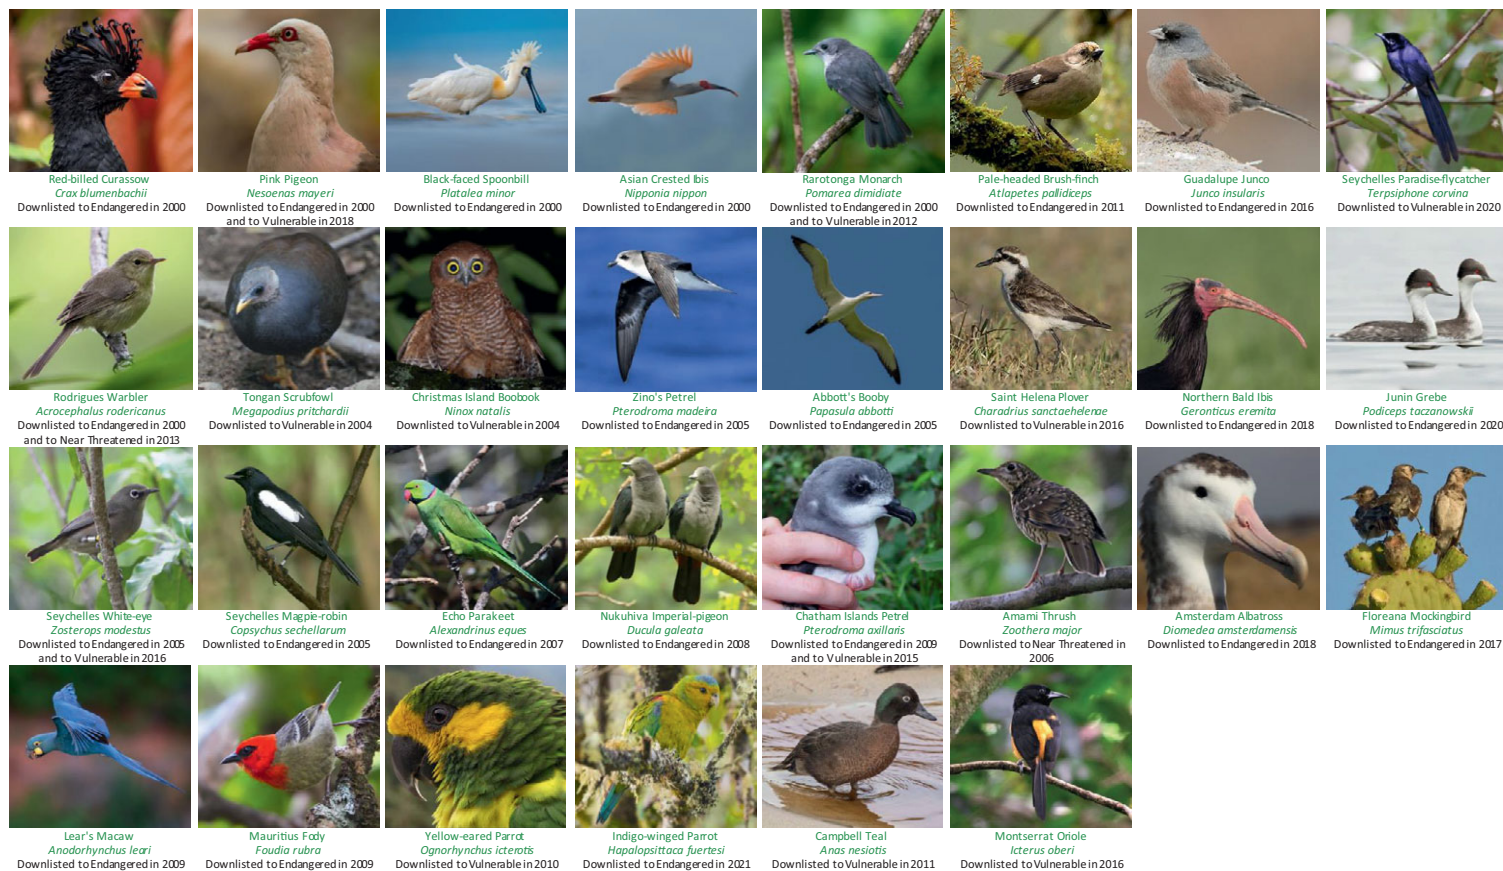 Red-billed Curassow
Crax blumenbachii
Downlisted to Endangered in 2000
Pink Pigeon
Nesoenas mayeri
Downlisted to Endangered in 2000
and to Vulnerable in 2018
Black-faced Spoonbill
Platalea minor
Downlisted to Endangered in 2000
Asian Crested Ibis
Nipponia nippon
Downlisted to Endangered in 2000
Rarotonga Monarch
Pomarea dimidiate
Downlisted to Endangered in 2000
and to Vulnerable in 2012
Pale-headed Brush-finch
Atlapetes pallidiceps
Downlisted to Endangered in 2011
Guadalupe Junco
Junco insularis
Downlisted to Endangered in 2016
Seychelles Paradise-flycatcher
Terpsiphone corvina
Downlisted to Vulnerable in 2020
Rodrigues Warbler
Acrocephalus rodericanus
Downlisted to Endangered in 2000
and to Near Threatened in 2013
Tongan Scrubfowl
Megapodius pritchardii
Downlisted to Vulnerable in 2004
Christmas Island Boobook
Ninox natalis
Downlisted to Vulnerable in 2004
Zino's Petrel
Pterodroma madeira
Downlisted to Endangered in 2005
Abbott's Booby
Papasula abbotti
Downlisted to Endangered in 2005
Saint Helena Plover
Charadrius sanctaehelenae
Downlisted to Vulnerable in 2016
Northern Bald Ibis
Geronticus eremita
Downlisted to Endangered in 2018
Junin Grebe
Podiceps taczanowskii
Downlisted to Endangered in 2020
Seychelles White-eye
Zosterops modestus
Downlisted to Endangered in 2005
and to Vulnerable in 2016
Seychelles Magpie-robin
Copsychus sechellarum
Downlisted to Endangered in 2005
Echo Parakeet
Alexandrinus eques
Downlisted to Endangered in 2007
Nukuhiva Imperial-pigeon
Ducula galeata
Downlisted to Endangered in 2008
Chatham Islands Petrel
Pterodroma axillaris
Downlisted to Endangered in 2009
and to Vulnerable in 2015
Amami Thrush
Zoothera major
Downlisted to Near Threatened in
2006
Amsterdam Albatross
Diomedea amsterdamensis
Downlisted to Endangered in 2018
Floreana Mockingbird
Mimus trifasciatus
Downlisted to Endangered in 2017
Lear's Macaw
Anodorhynchus leari
Downlisted to Endangered in 2009
Mauritius Fody
Foudia rubra
Downlisted to Endangered in 2009
Yellow-eared Parrot
Ognorhynchus icterotis
Downlisted to Vulnerable in 2010
Indigo-winged Parrot
Hapalopsittaca fuertesi
Downlisted to Endangered in 2021
Campbell Teal
Anas nesiotis
Downlisted to Vulnerable in 2011
Montserrat Oriole
Icterus oberi
Downlisted to Vulnerable in 2016